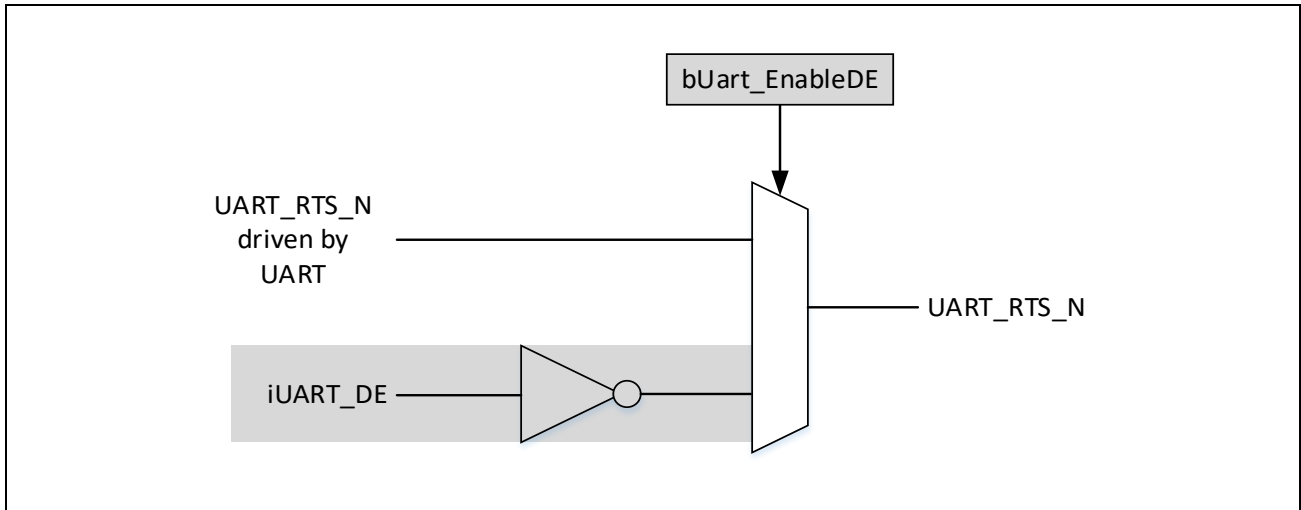 bUart_EnableDE
UART_RTS_N
driven by
UART
UART_RTS_N
iUART_DE